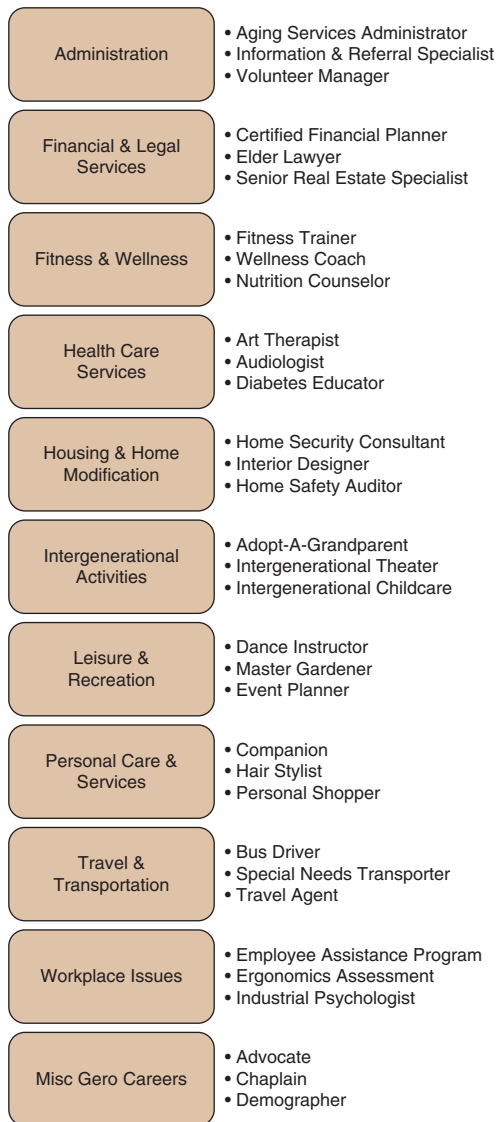 Administration
• Aging Services Administrator
• Information & Referral Specialist
• Volunteer Manager
Financial & Legal
Services
• Certified Financial Planner
• Elder Lawyer
• Senior Real Estate Specialist
Fitness & Wellness
• Fitness Trainer
• Wellness Coach
• Nutrition Counselor
Health Care
Services
• Art Therapist
• Audiologist
• Diabetes Educator
Housing & Home
Modification
• Home Security Consultant
• Interior Designer
• Home Safety Auditor
Intergenerational
Activities
• Adopt-A-Grandparent
• Intergenerational Theater
• Intergenerational Childcare
Leisure &
Recreation
• Dance Instructor
• Master Gardener
• Event Planner
Personal Care &
Services
• Companion
• Hair Stylist
• Personal Shopper
Travel &
Transportation
• Bus Driver
• Special Needs Transporter
• Travel Agent
Workplace Issues
• Employee Assistance Program
• Ergonomics Assessment
• Industrial Psychologist
Misc Gero Careers
• Advocate
• Chaplain
• Demographer